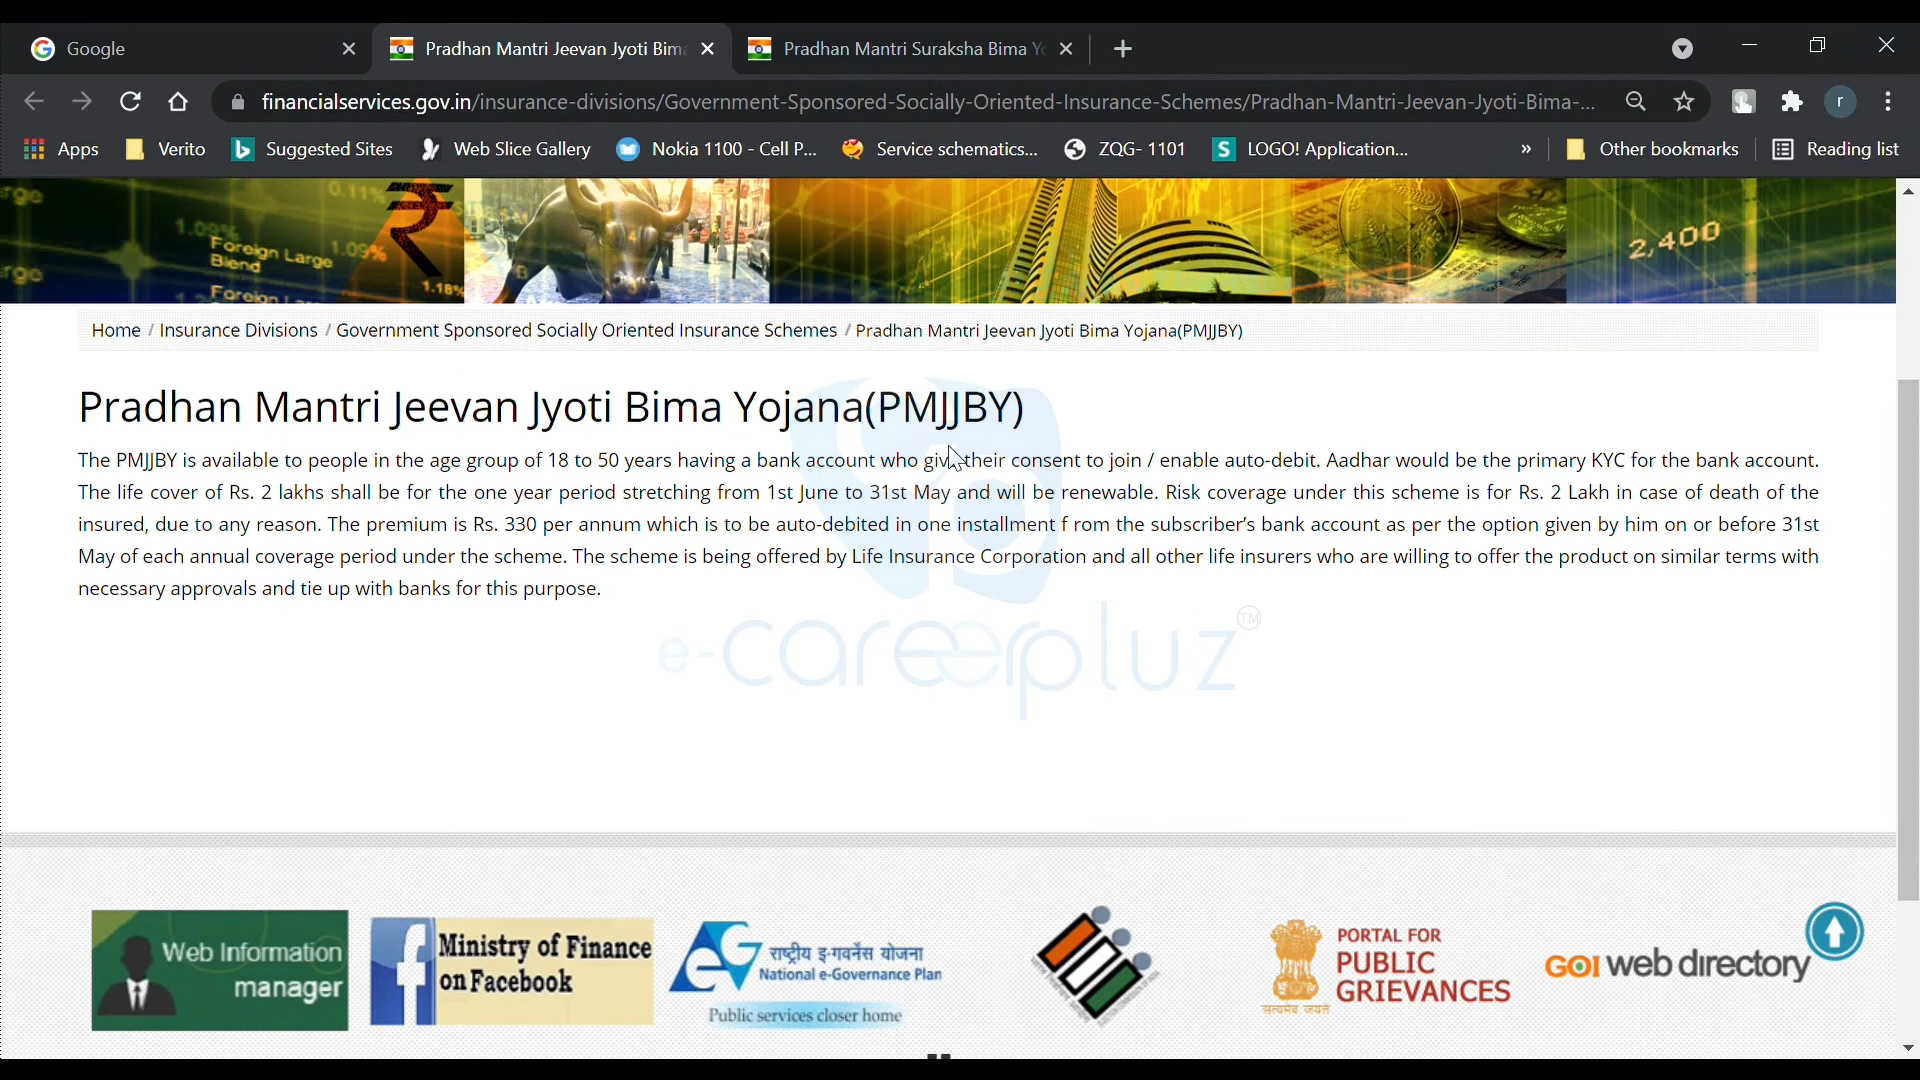 Google
Pradhan Mantri Jeevan Jyoti Bima
Pradhan Mantri Suraksha Bima Yo
financialservices.gov.in/insurance-divisions/Government-Sponsored-Socially-Oriented-Insurance-Schemes/Pradhan-Mantri-Jeevan-Jyoti-Bima-...
r
Apps
Verito
Suggested Sites
Web Slice Gallery
Nokia 1100 - Cell P...
Service schematics...
ZQG- 1101
LOGO! Application...
»
Other bookmarks
Reading list
0.11%
1.09%
Foreign Large
Blend
1.09%
1.18%
Foreign
2,400
Home / Insurance Divisions / Government Sponsored Socially Oriented Insurance Schemes / Pradhan Mantri Jeevan Jyoti Bima Yojana(PMJJBY)
Pradhan Mantri Jeevan Jyoti Bima Yojana(PMJJBY)
The PMJJBY is available to people in the age group of 18 to 50 years having a bank account who give their consent to join / enable auto-debit. Aadhar would be the primary KYC for the bank account.
The life cover of Rs. 2 lakhs shall be for the one year period stretching from 1st June to 31st May and will be renewable. Risk coverage under this scheme is for Rs. 2 Lakh in case of death of the
insured, due to any reason. The premium is Rs. 330 per annum which is to be auto-debited in one installment f rom the subscriber's bank account as per the option given by him on or before 31st
May of each annual coverage period under the scheme. The scheme is being offered by Life Insurance Corporation and all other life insurers who are willing to offer the product on similar terms with
necessary approvals and tie up with banks for this purpose.
e-careerpluz TM
Web Information
manager
Ministry of Finance
on Facebook
राष्ट्रीय इ-गवर्नेंस योजना
National e-Governance Plan
Public services closer home
PORTAL FOR
PUBLIC
GRIEVANCES
सत्यमेव जयते
GOI web directory